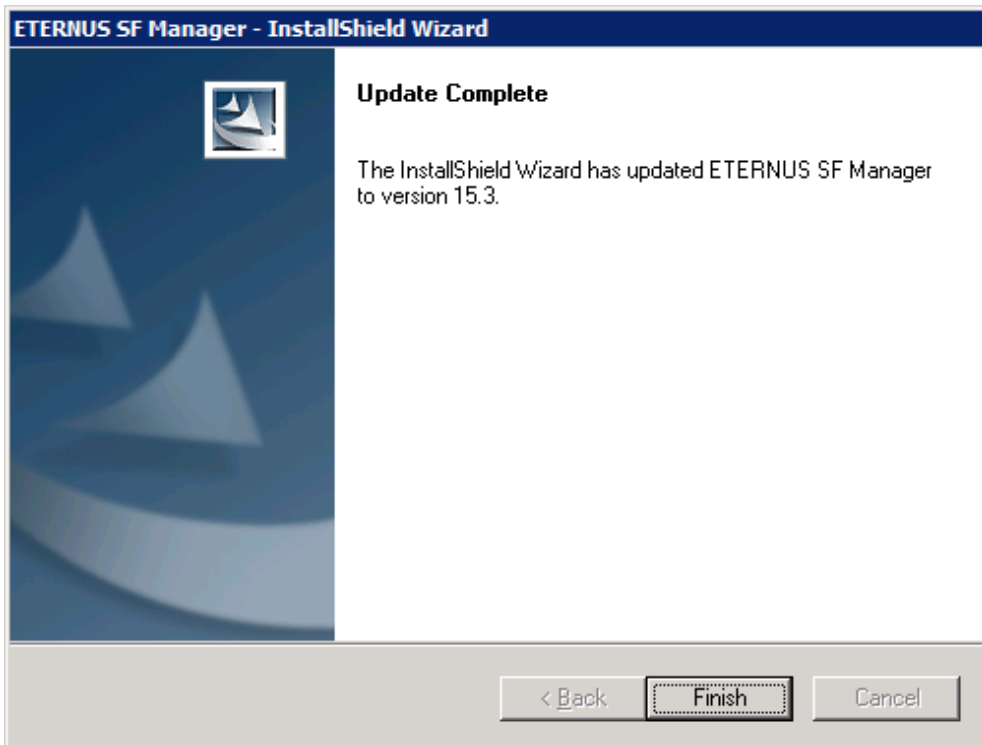 ETERNUS SF Manager - InstallShield Wizard
Update Complete
The InstallShield Wizard has updated ETERNUS SF Manager
to version 15.3.
< Back
Finish
Cancel